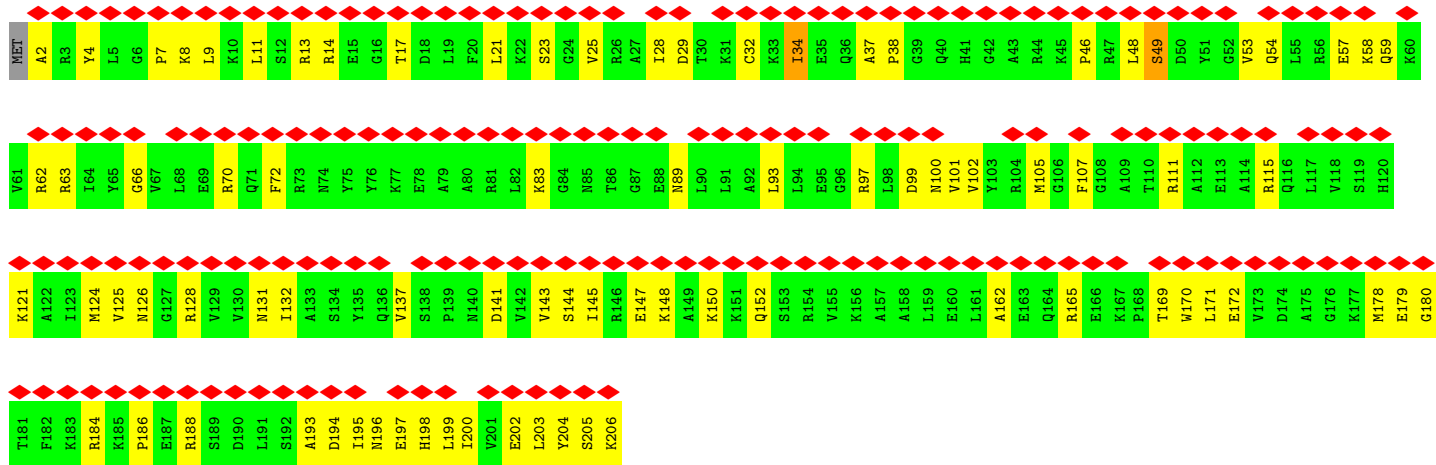 MET A2 R3 Y4 L5 G6 P7 K8 L9 K10 L11 S12 R13 R14 E15 G16 T17 D18 L19 F20 L21 K22 S23 G24 V25 R26 A27 I28 D29 T30 K31 C32 K33 I34 E35 Q36 A37 P38 G39 Q40 H41 G42 A43 R44 K45 P46 R47 L48 S49 D50 Y51 G52 V53 Q54 L55 R56 E57 K58 Q59 K60
V61 R62 R63 I64 Y65 G66 V67 L68 E69 R70 Q71 F72 R73 N74 Y75 Y76 K77 E78 A79 A80 R81 L82 K83 G84 N85 T86 G87 E88 N89 L90 L91 A92 L93 L94 E95 G96 R97 L98 D99 N100 V101 V102 Y103 R104 M105 G106 F107 G108 A109 T110 R111 A112 E113 A114 R115 Q116 L117 V118 S119 H120
K121 A122 I123 M124 V125 N126 G127 R128 V129 V130 N131 I132 A133 S134 Y135 Q136 V137 S138 P139 N140 D141 V142 V143 S144 I145 R146 E147 K148 A149 K150 K151 Q152 S153 R154 V155 K156 A157 A158 L159 E160 L161 A162 E163 Q164 R165 E166 K167 P168 T169 W170 L171 E172 V173 D174 A175 G176 K177 M178 E179 G180
T181 F182 K183 R184 K185 P186 E187 R188 S189 D190 L191 S192 A193 D194 I195 N196 E197 H198 L199 I200 V201 E202 L203 Y204 S205 K206